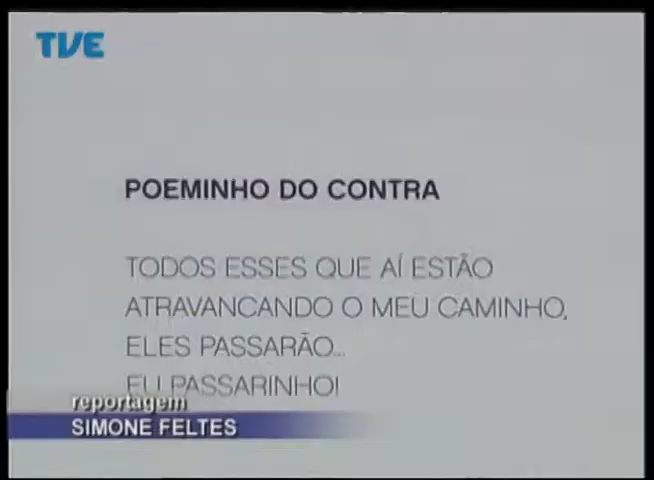 TVE
POEMINHO DO CONTRA
TODOS ESSES QUE AÍ ESTÃO
ATRAVANCANDO O MEU CAMINHO,
ELES PASSARÃO...
EU PASSARINHO!
reportagem
SIMONE FELTES